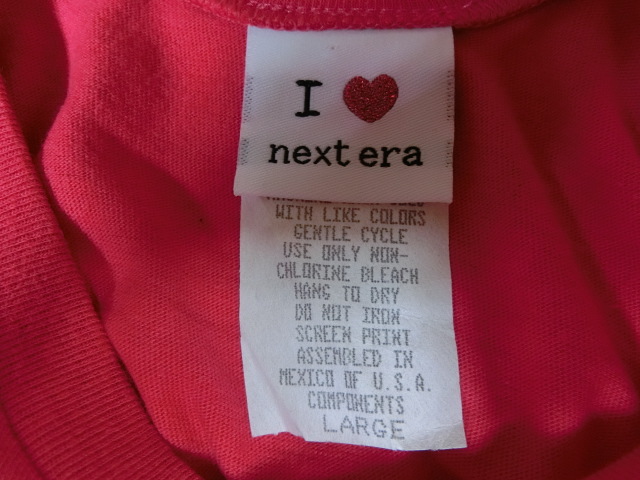 I ❤
next era
WITH LIKE COLORS
GENTLE CYCLE
USE ONLY NON-
CHLORINE BLEACH
HANG TO DRY
DO NOT IRON
SCREEN PRINT
ASSEMBLED IN
MEXICO OF U.S.A.
COMPONENTS
LARGE